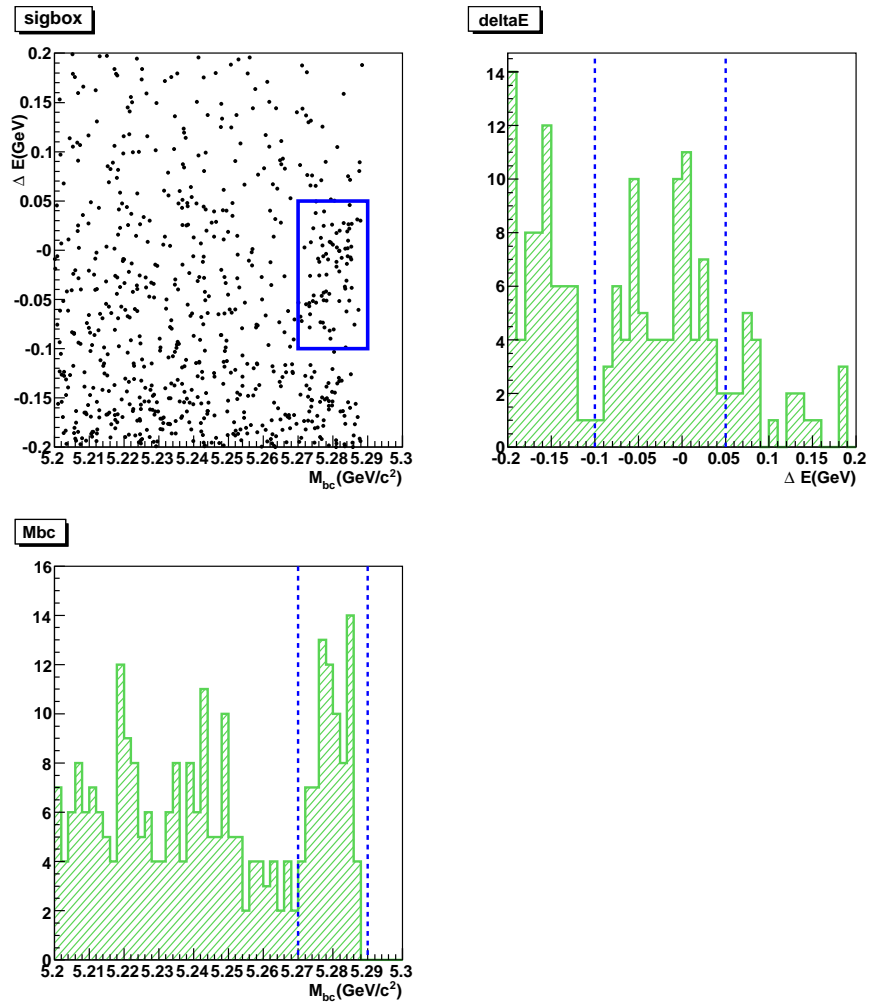 sigbox
Δ E(GeV)
0.2
0.15
0.1
0.05
-0
-0.05
-0.1
-0.15
-0.2
5.2 5.21 5.22 5.23 5.24 5.25 5.26 5.27 5.28 5.29 5.3
M_bc(GeV/c²)
deltaE
14
12
10
8
6
4
2
0
-0.2 -0.15 -0.1 -0.05 -0 0.05 0.1 0.15 0.2
Δ E(GeV)
Mbc
16
14
12
10
8
6
4
2
0
5.2 5.21 5.22 5.23 5.24 5.25 5.26 5.27 5.28 5.29 5.3
M_bc(GeV/c²)